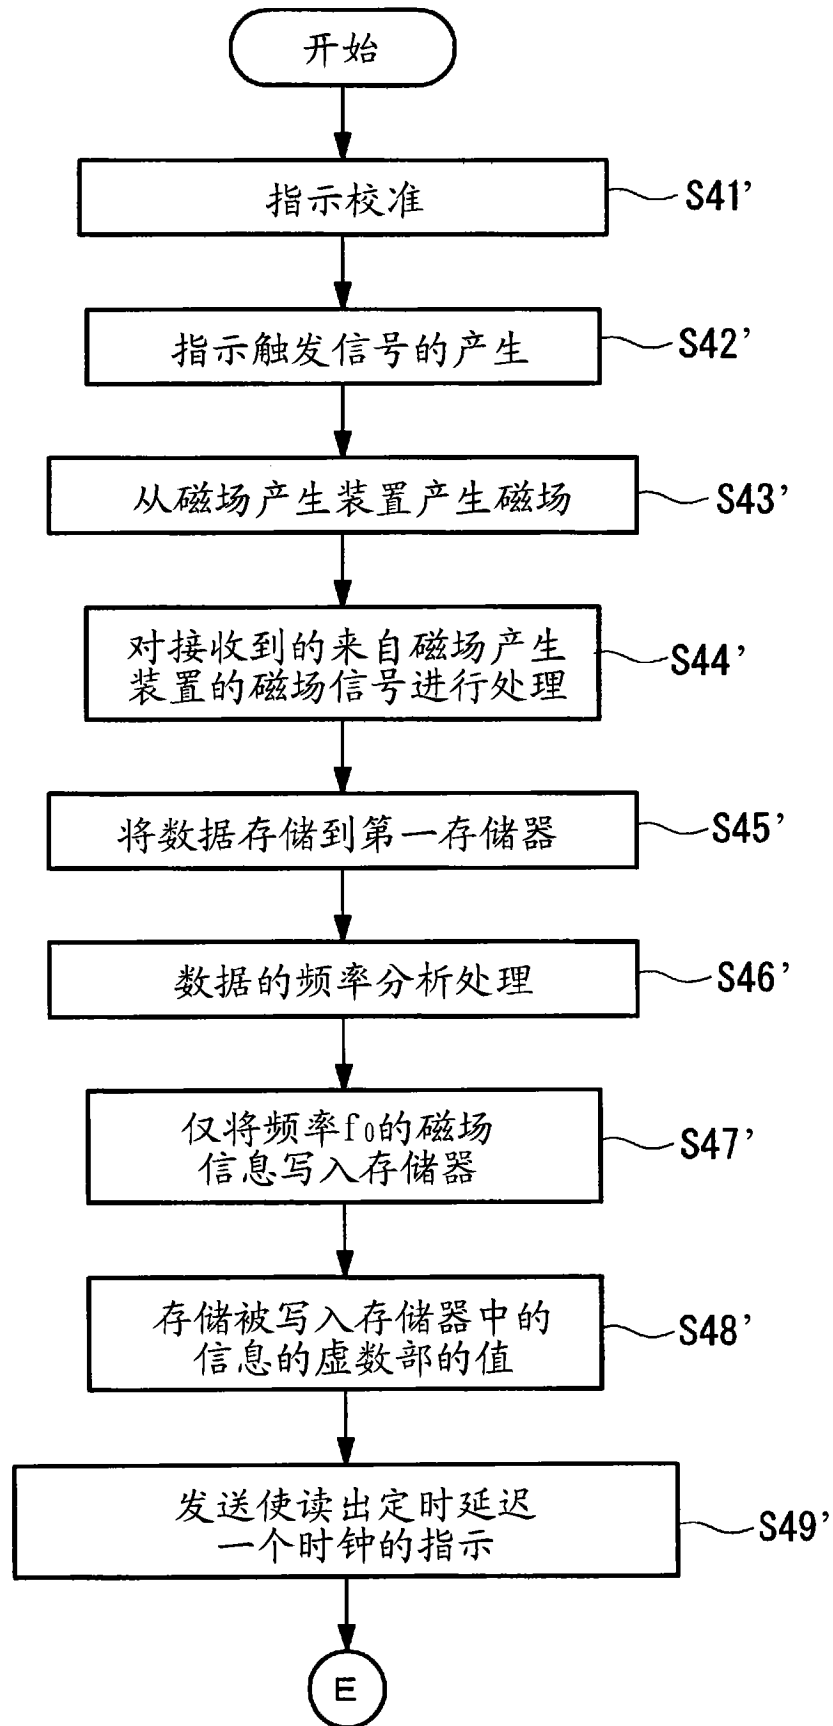 开始
指示校准
S41’
指示触发信号的产生
S42’
从磁场产生装置产生磁场
S43’
对接收到的来自磁场产生
装置的磁场信号进行处理
S44’
将数据存储到第一存储器
S45’
数据的频率分析处理
S46’
仅将频率f₀的磁场
信息写入存储器
S47’
存储被写入存储器中的
信息的虚数部的值
S48’
发送使读出定时延迟
一个时钟的指示
S49’
E